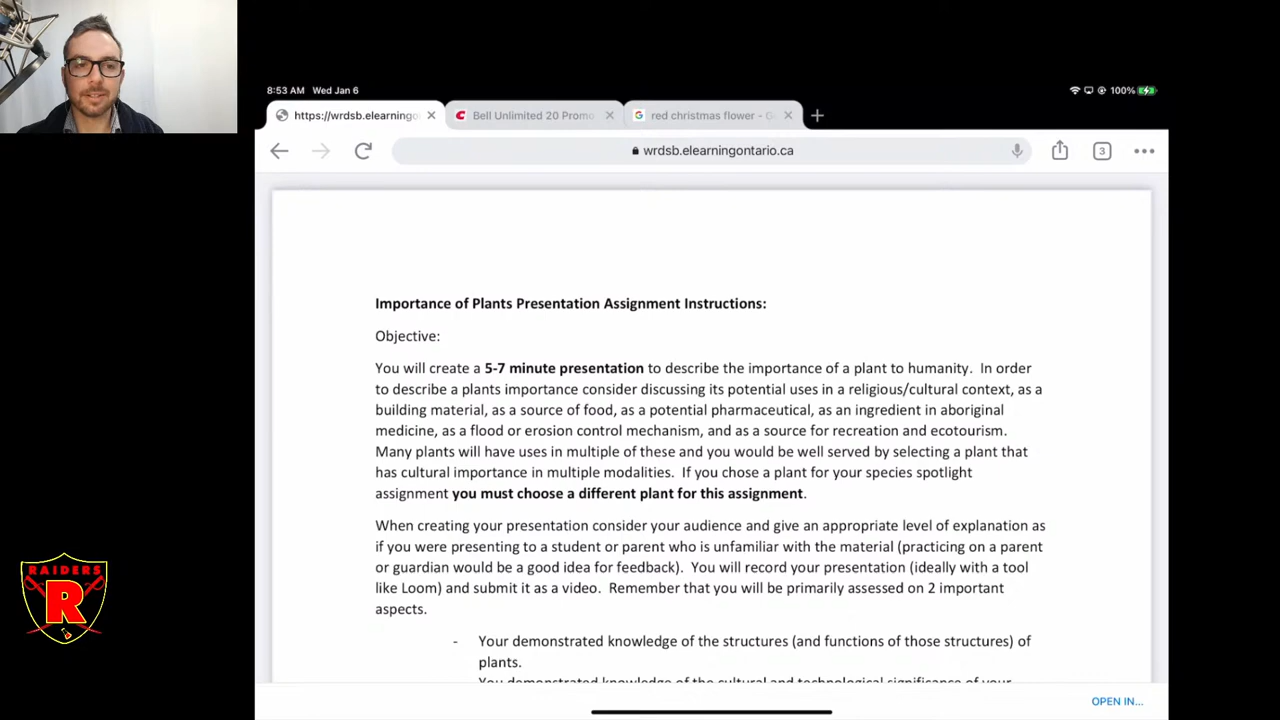 8:53 AM Wed Jan 6
100%
https://wrdsb.elearningo
Bell Unlimited 20 Promo
red christmas flower - G
wrdsb.elearningontario.ca
3
Importance of Plants Presentation Assignment Instructions:
Objective:
You will create a 5-7 minute presentation to describe the importance of a plant to humanity. In order
to describe a plants importance consider discussing its potential uses in a religious/cultural context, as a
building material, as a source of food, as a potential pharmaceutical, as an ingredient in aboriginal
medicine, as a flood or erosion control mechanism, and as a source for recreation and ecotourism.
Many plants will have uses in multiple of these and you would be well served by selecting a plant that
has cultural importance in multiple modalities. If you chose a plant for your species spotlight
assignment you must choose a different plant for this assignment.
When creating your presentation consider your audience and give an appropriate level of explanation as
if you were presenting to a student or parent who is unfamiliar with the material (practicing on a parent
or guardian would be a good idea for feedback). You will record your presentation (ideally with a tool
like Loom) and submit it as a video. Remember that you will be primarily assessed on 2 important
aspects.
- Your demonstrated knowledge of the structures (and functions of those structures) of
plants.
You demonstrated knowledge of the cultural and technological significance of your
OPEN IN...
RAIDERS
R